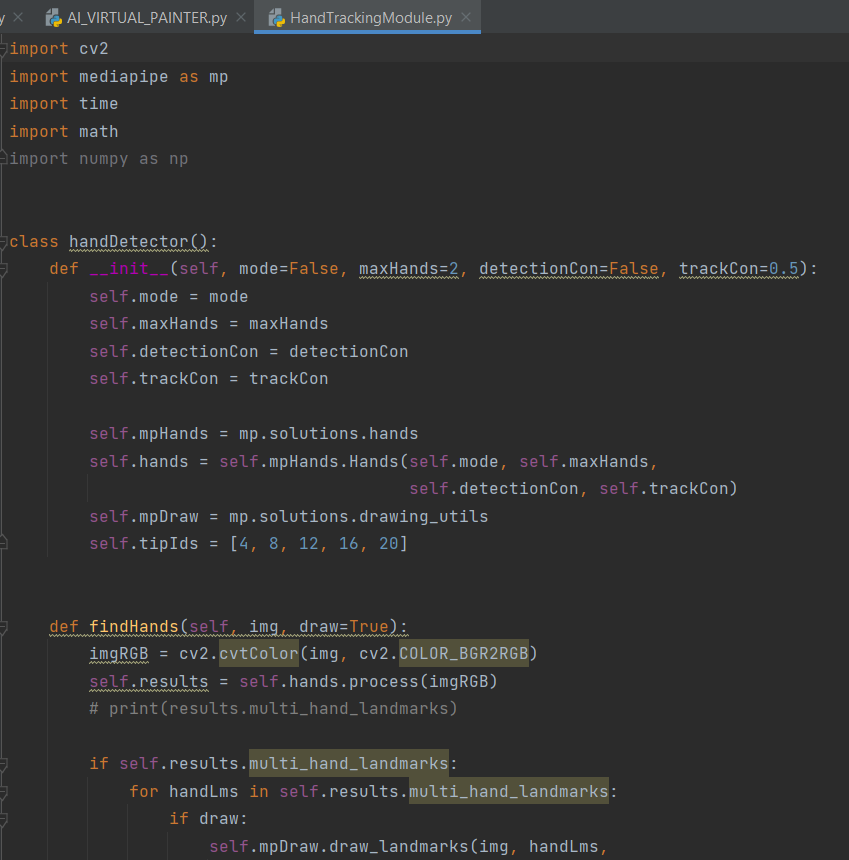 y × AI_VIRTUAL_PAINTER.py × HandTrackingModule.py ×
import cv2
import mediapipe as mp
import time
import math
import numpy as np
class handDetector():
    def __init__(self, mode=False, maxHands=2, detectionCon=False, trackCon=0.5):
        self.mode = mode
        self.maxHands = maxHands
        self.detectionCon = detectionCon
        self.trackCon = trackCon
        self.mpHands = mp.solutions.hands
        self.hands = self.mpHands.Hands(self.mode, self.maxHands,
                                        self.detectionCon, self.trackCon)
        self.mpDraw = mp.solutions.drawing_utils
        self.tipIds = [4, 8, 12, 16, 20]
    def findHands(self, img, draw=True):
        imgRGB = cv2.cvtColor(img, cv2.COLOR_BGR2RGB)
        self.results = self.hands.process(imgRGB)
        # print(results.multi_hand_landmarks)
        if self.results.multi_hand_landmarks:
            for handLms in self.results.multi_hand_landmarks:
                if draw:
                    self.mpDraw.draw_landmarks(img, handLms,